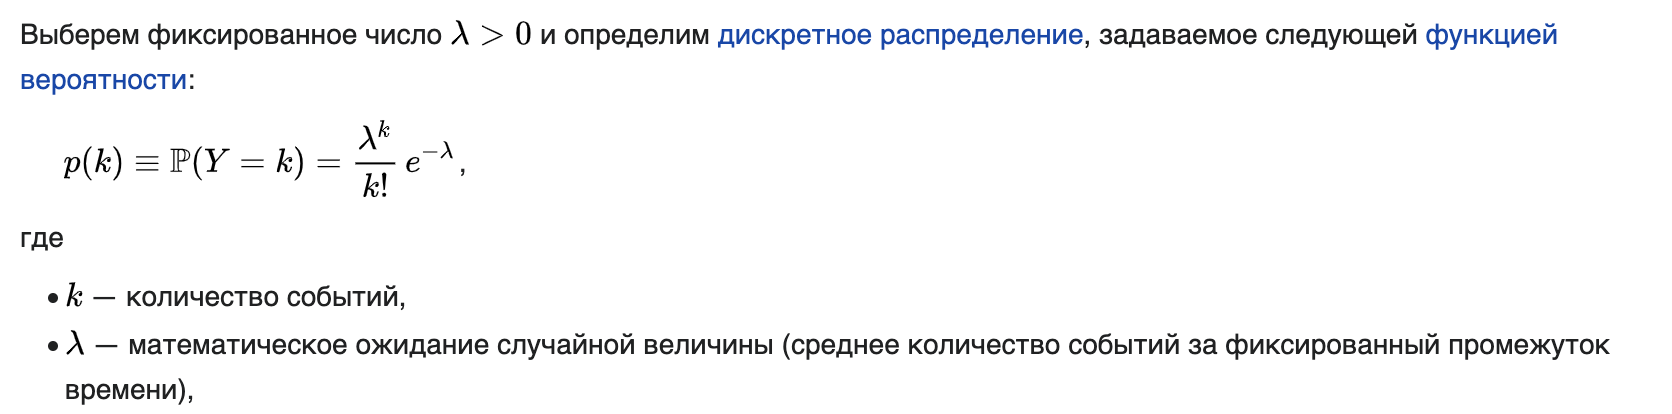 Выберем фиксированное число λ > 0 и определим дискретное распределение, задаваемое следующей функцией
вероятности:
p(k) ≡ ℙ(Y = k) = λ^k / k! e^{−λ},
где
• k — количество событий,
• λ — математическое ожидание случайной величины (среднее количество событий за фиксированный промежуток
времени),